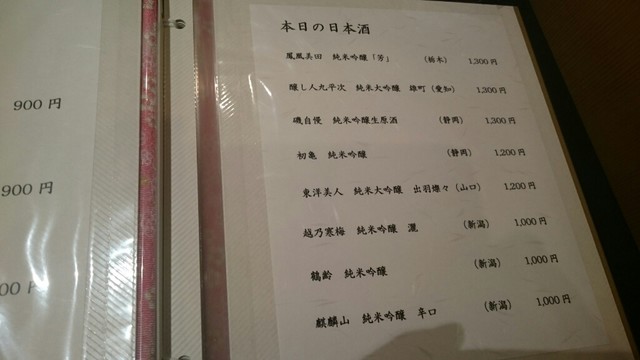 900 円
900 円
00 円
本日の日本酒
鳳凰美田 純米吟醸「芳」 （栃木） 1,300 円
醸し人九平次 純米大吟醸 雄町（愛知） 1,300 円
磯自慢 純米吟醸生原酒 （静岡） 1,300 円
初亀 純米吟醸 （静岡） 1,200 円
東洋美人 純米大吟醸 出羽燦々（山口） 1,200 円
越乃寒梅 純米吟醸 灑 （新潟） 1,000 円
鶴齢 純米吟醸 （新潟） 1,000 円
麒麟山 純米吟醸 辛口 （新潟） 1,000 円